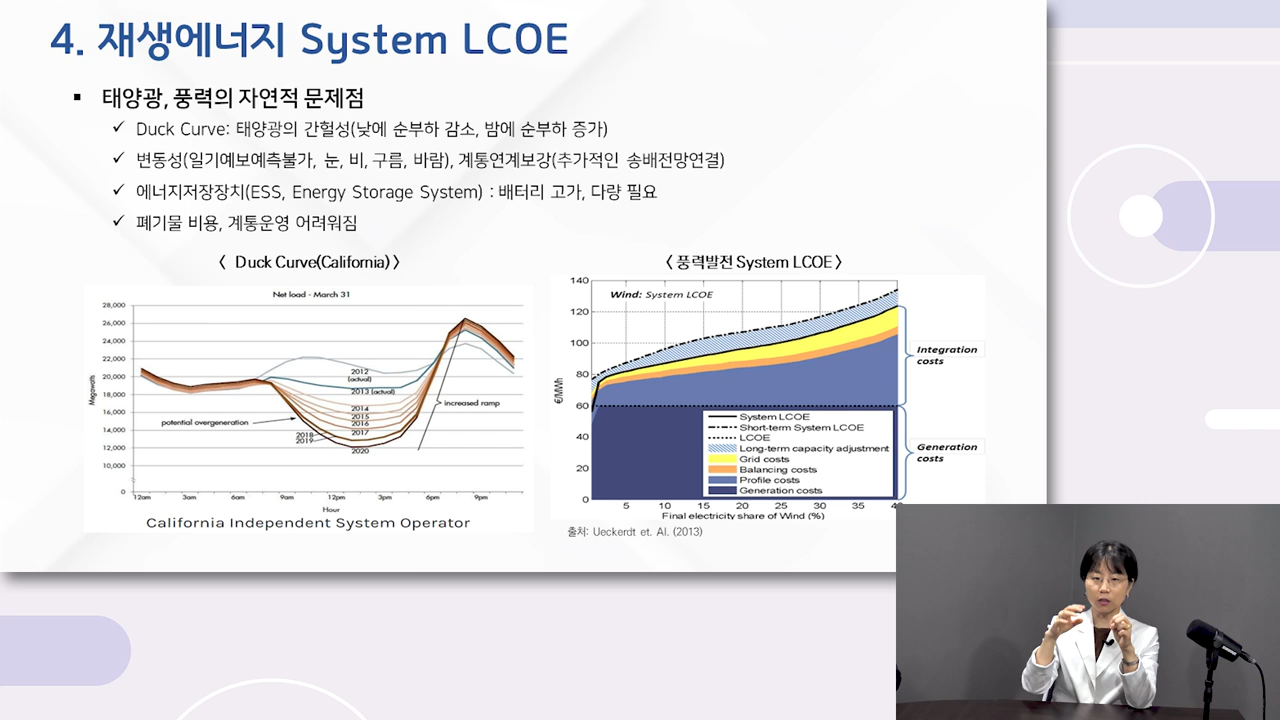 4. 재생에너지 System LCOE
▪ 태양광, 풍력의 자연적 문제점
✓ Duck Curve: 태양광의 간헐성(낮에 순부하 감소, 밤에 순부하 증가)
✓ 변동성(일기예보예측불가, 눈, 비, 구름, 바람), 계통연계보강(추가적인 송배전망연결)
✓ 에너지저장장치(ESS, Energy Storage System) : 배터리 고가, 다량 필요
✓ 폐기물 비용, 계통운영 어려워짐
〈 Duck Curve(California) 〉
Net load - March 31
28,000
26,000
24,000
22,000
20,000
18,000
16,000
14,000
12,000
10,000
0
Megawatts
2012
(actual)
2013 (actual)
2014
2015
2016
2017
2018
2019
2020
potential overgeneration
increased ramp
12am 3am 6am 9am 12pm 3pm 6pm 9pm
Hour
California Independent System Operator
〈 풍력발전 System LCOE 〉
Wind: System LCOE
140
120
100
80
60
40
20
0
€/MWh
System LCOE
Short-term System LCOE
LCOE
Long-term capacity adjustment
Grid costs
Balancing costs
Profile costs
Generation costs
Integration
costs
Generation
costs
5 10 15 20 25 30 35 40
Final electricity share of Wind (%)
출처: Ueckerdt et. Al. (2013)